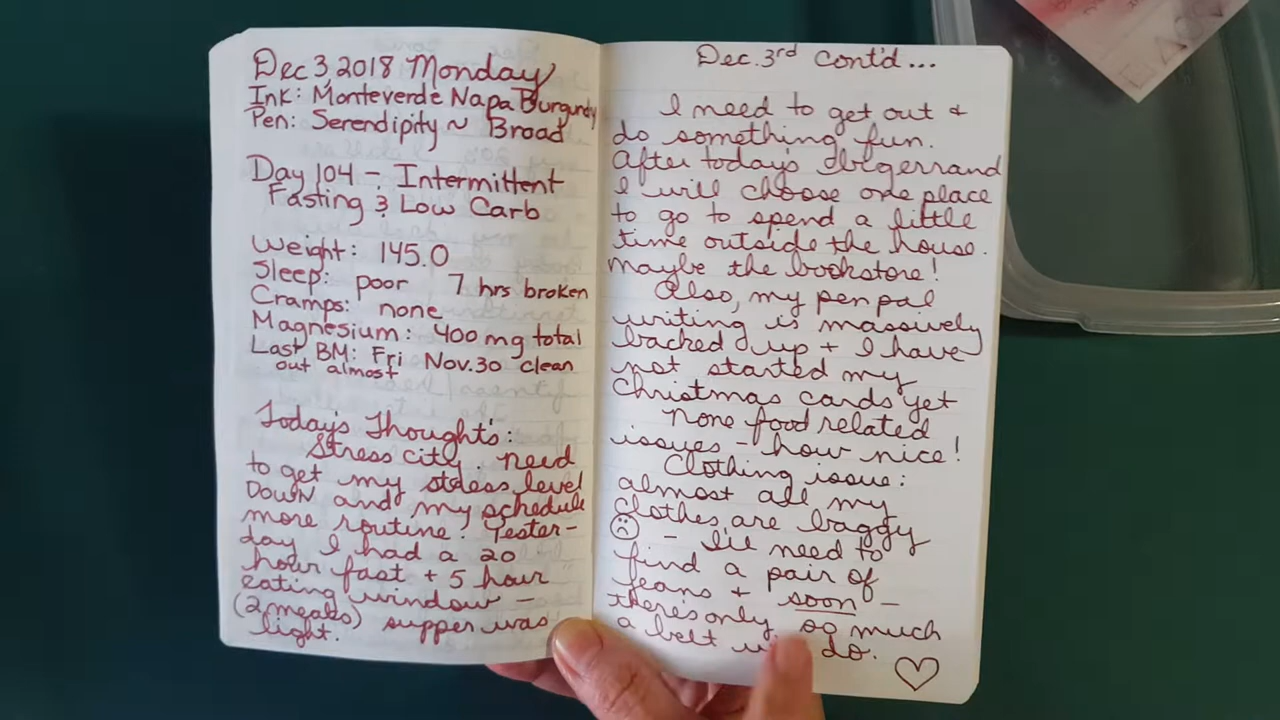 Dec 3, 2018 Monday
Ink: Monteverde Napa Burgundy
Pen: Serendipity ~ Broad
Day 104 - Intermittent
Fasting & Low Carb
Weight: 145.0
Sleep: poor 7 hrs broken
Cramps: none
Magnesium: 400 mg total
Last BM: Fri Nov. 30 clean
out almost
Today's Thoughts:
Stress city. Need
to get my stress level
DOWN and my schedule
more routine. Yester-
day I had a 20
hour fast + 5 hour
eating window -
(2 meals) supper was
light.
Dec. 3rd cont'd...
I need to get out +
do something fun.
After today's errand
I will choose one place
to go to spend a little
time outside the house.
Maybe the bookstore!
Also, my pen pal
writing is massively
backed up + I have
not started my
Christmas cards yet
None food related
issues - how nice!
Clothing issue:
almost all my
clothes are baggy
- I'll need to
find a pair of
jeans + soon -
there's only so much
a belt do.